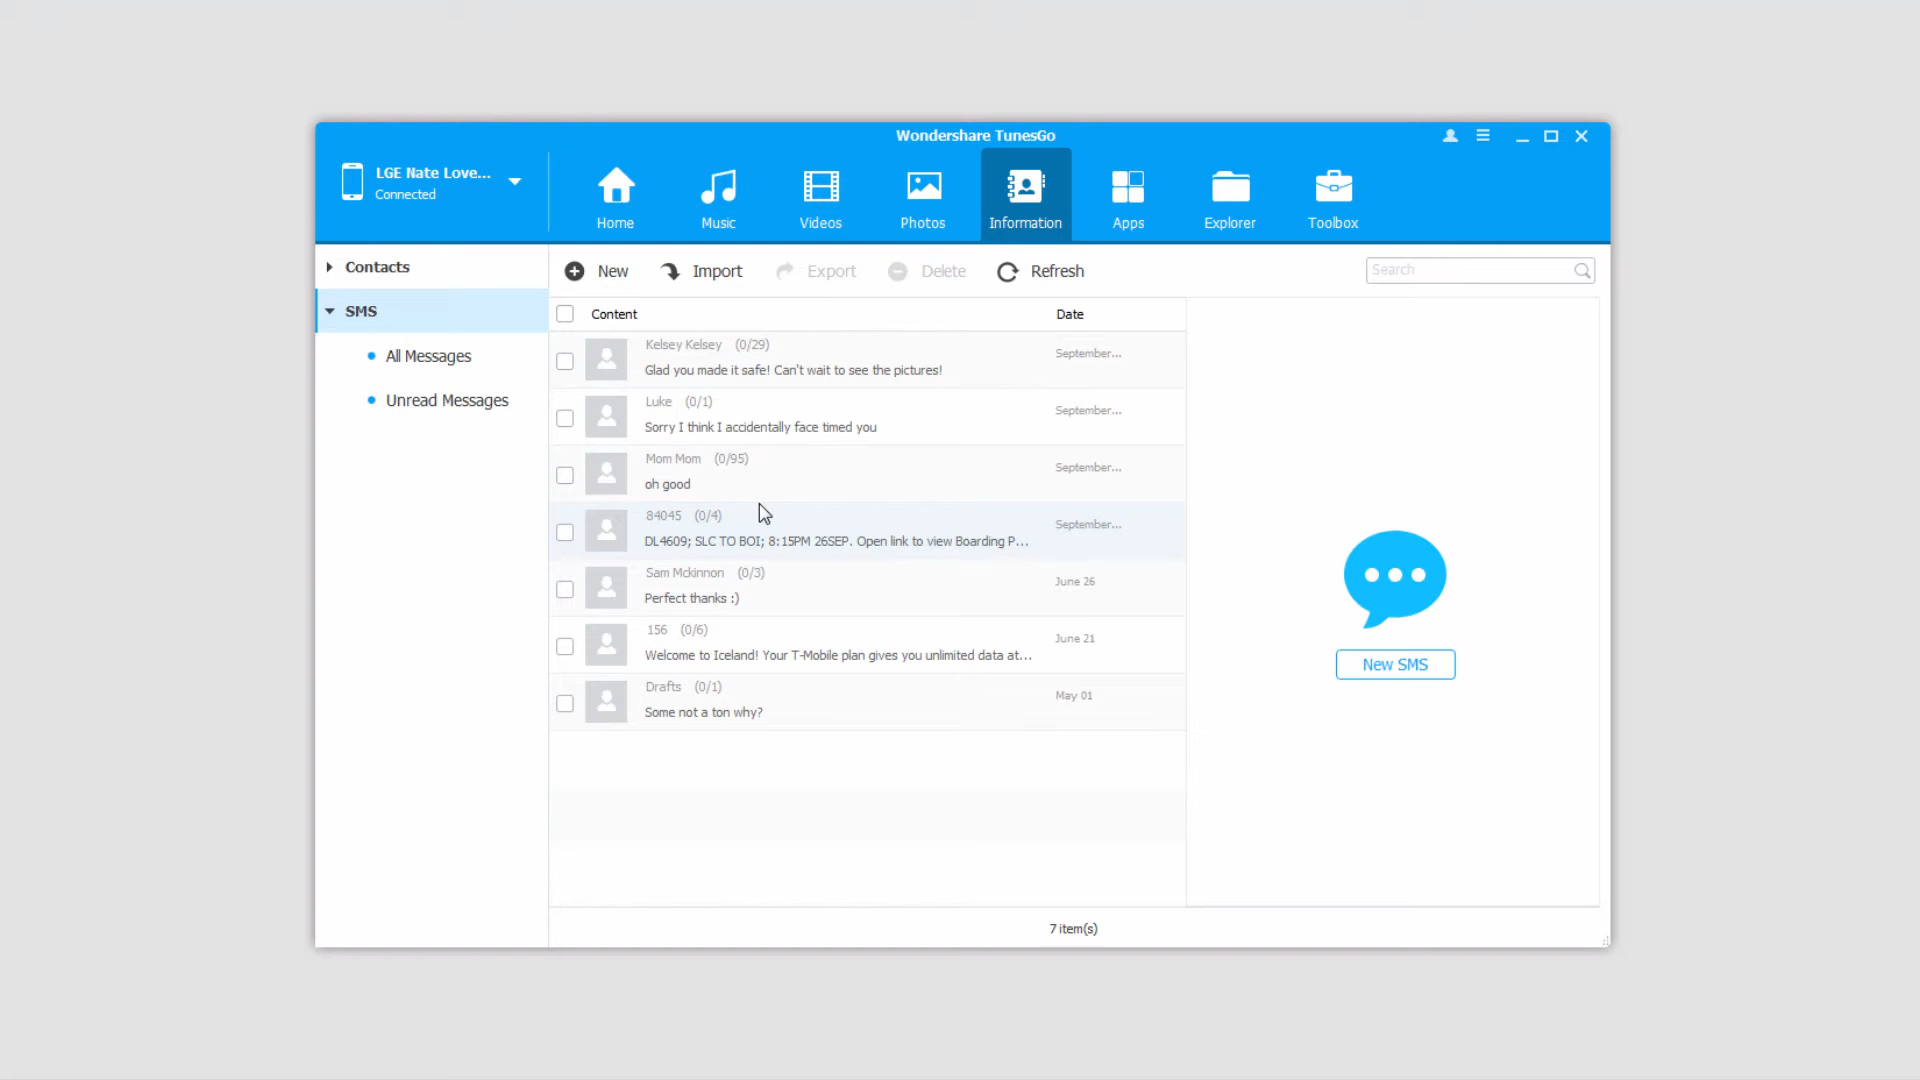 Wondershare TunesGo
LGE Nate Love...
Connected
Home
Music
Videos
Photos
Information
Apps
Explorer
Toolbox
Contacts
SMS
All Messages
Unread Messages
New
Import
Export
Delete
Refresh
Search
Content
Date
Kelsey Kelsey (0/29)
September...
Glad you made it safe! Can't wait to see the pictures!
Luke (0/1)
September...
Sorry I think I accidentally face timed you
Mom Mom (0/95)
September...
oh good
84045 (0/4)
September...
DL4609; SLC TO BOI; 8:15PM 26SEP. Open link to view Boarding P...
Sam Mckinnon (0/3)
June 26
Perfect thanks :)
156 (0/6)
June 21
Welcome to Iceland! Your T-Mobile plan gives you unlimited data at...
Drafts (0/1)
May 01
Some not a ton why?
New SMS
7 item(s)